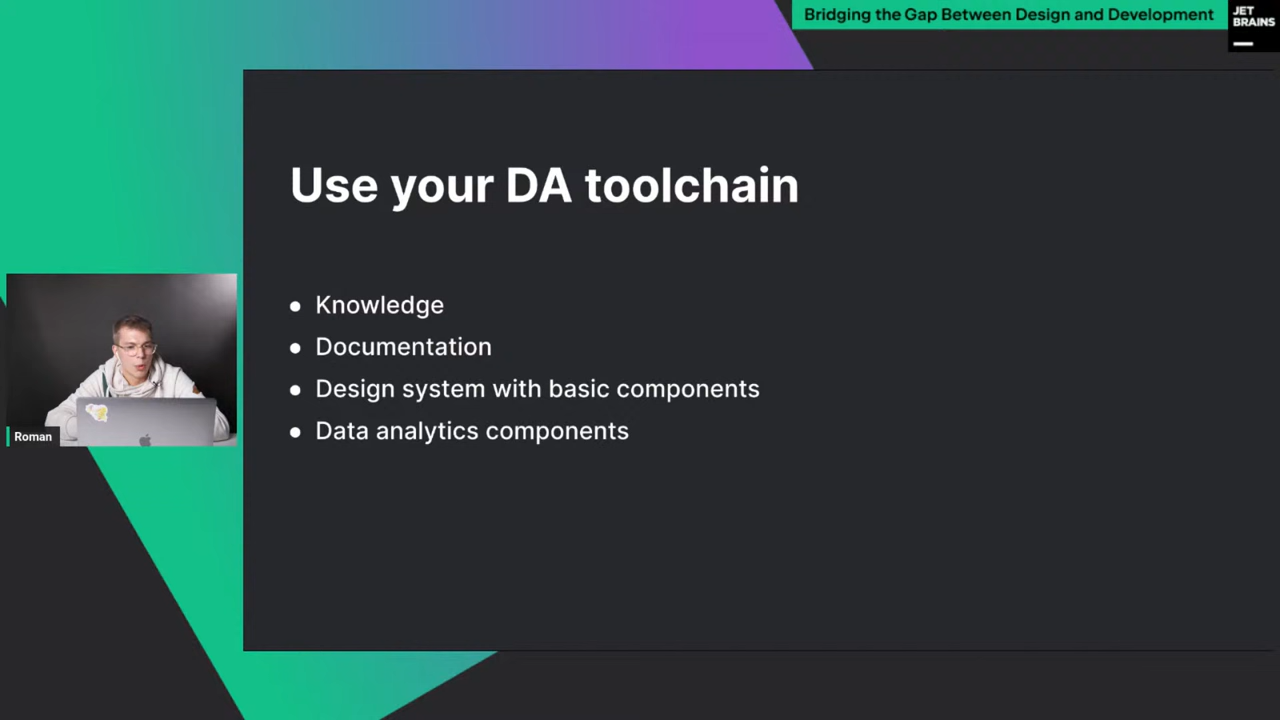 Bridging the Gap Between Design and Development
JET
BRAINS
Use your DA toolchain
Knowledge
Documentation
Design system with basic components
Data analytics components
Roman